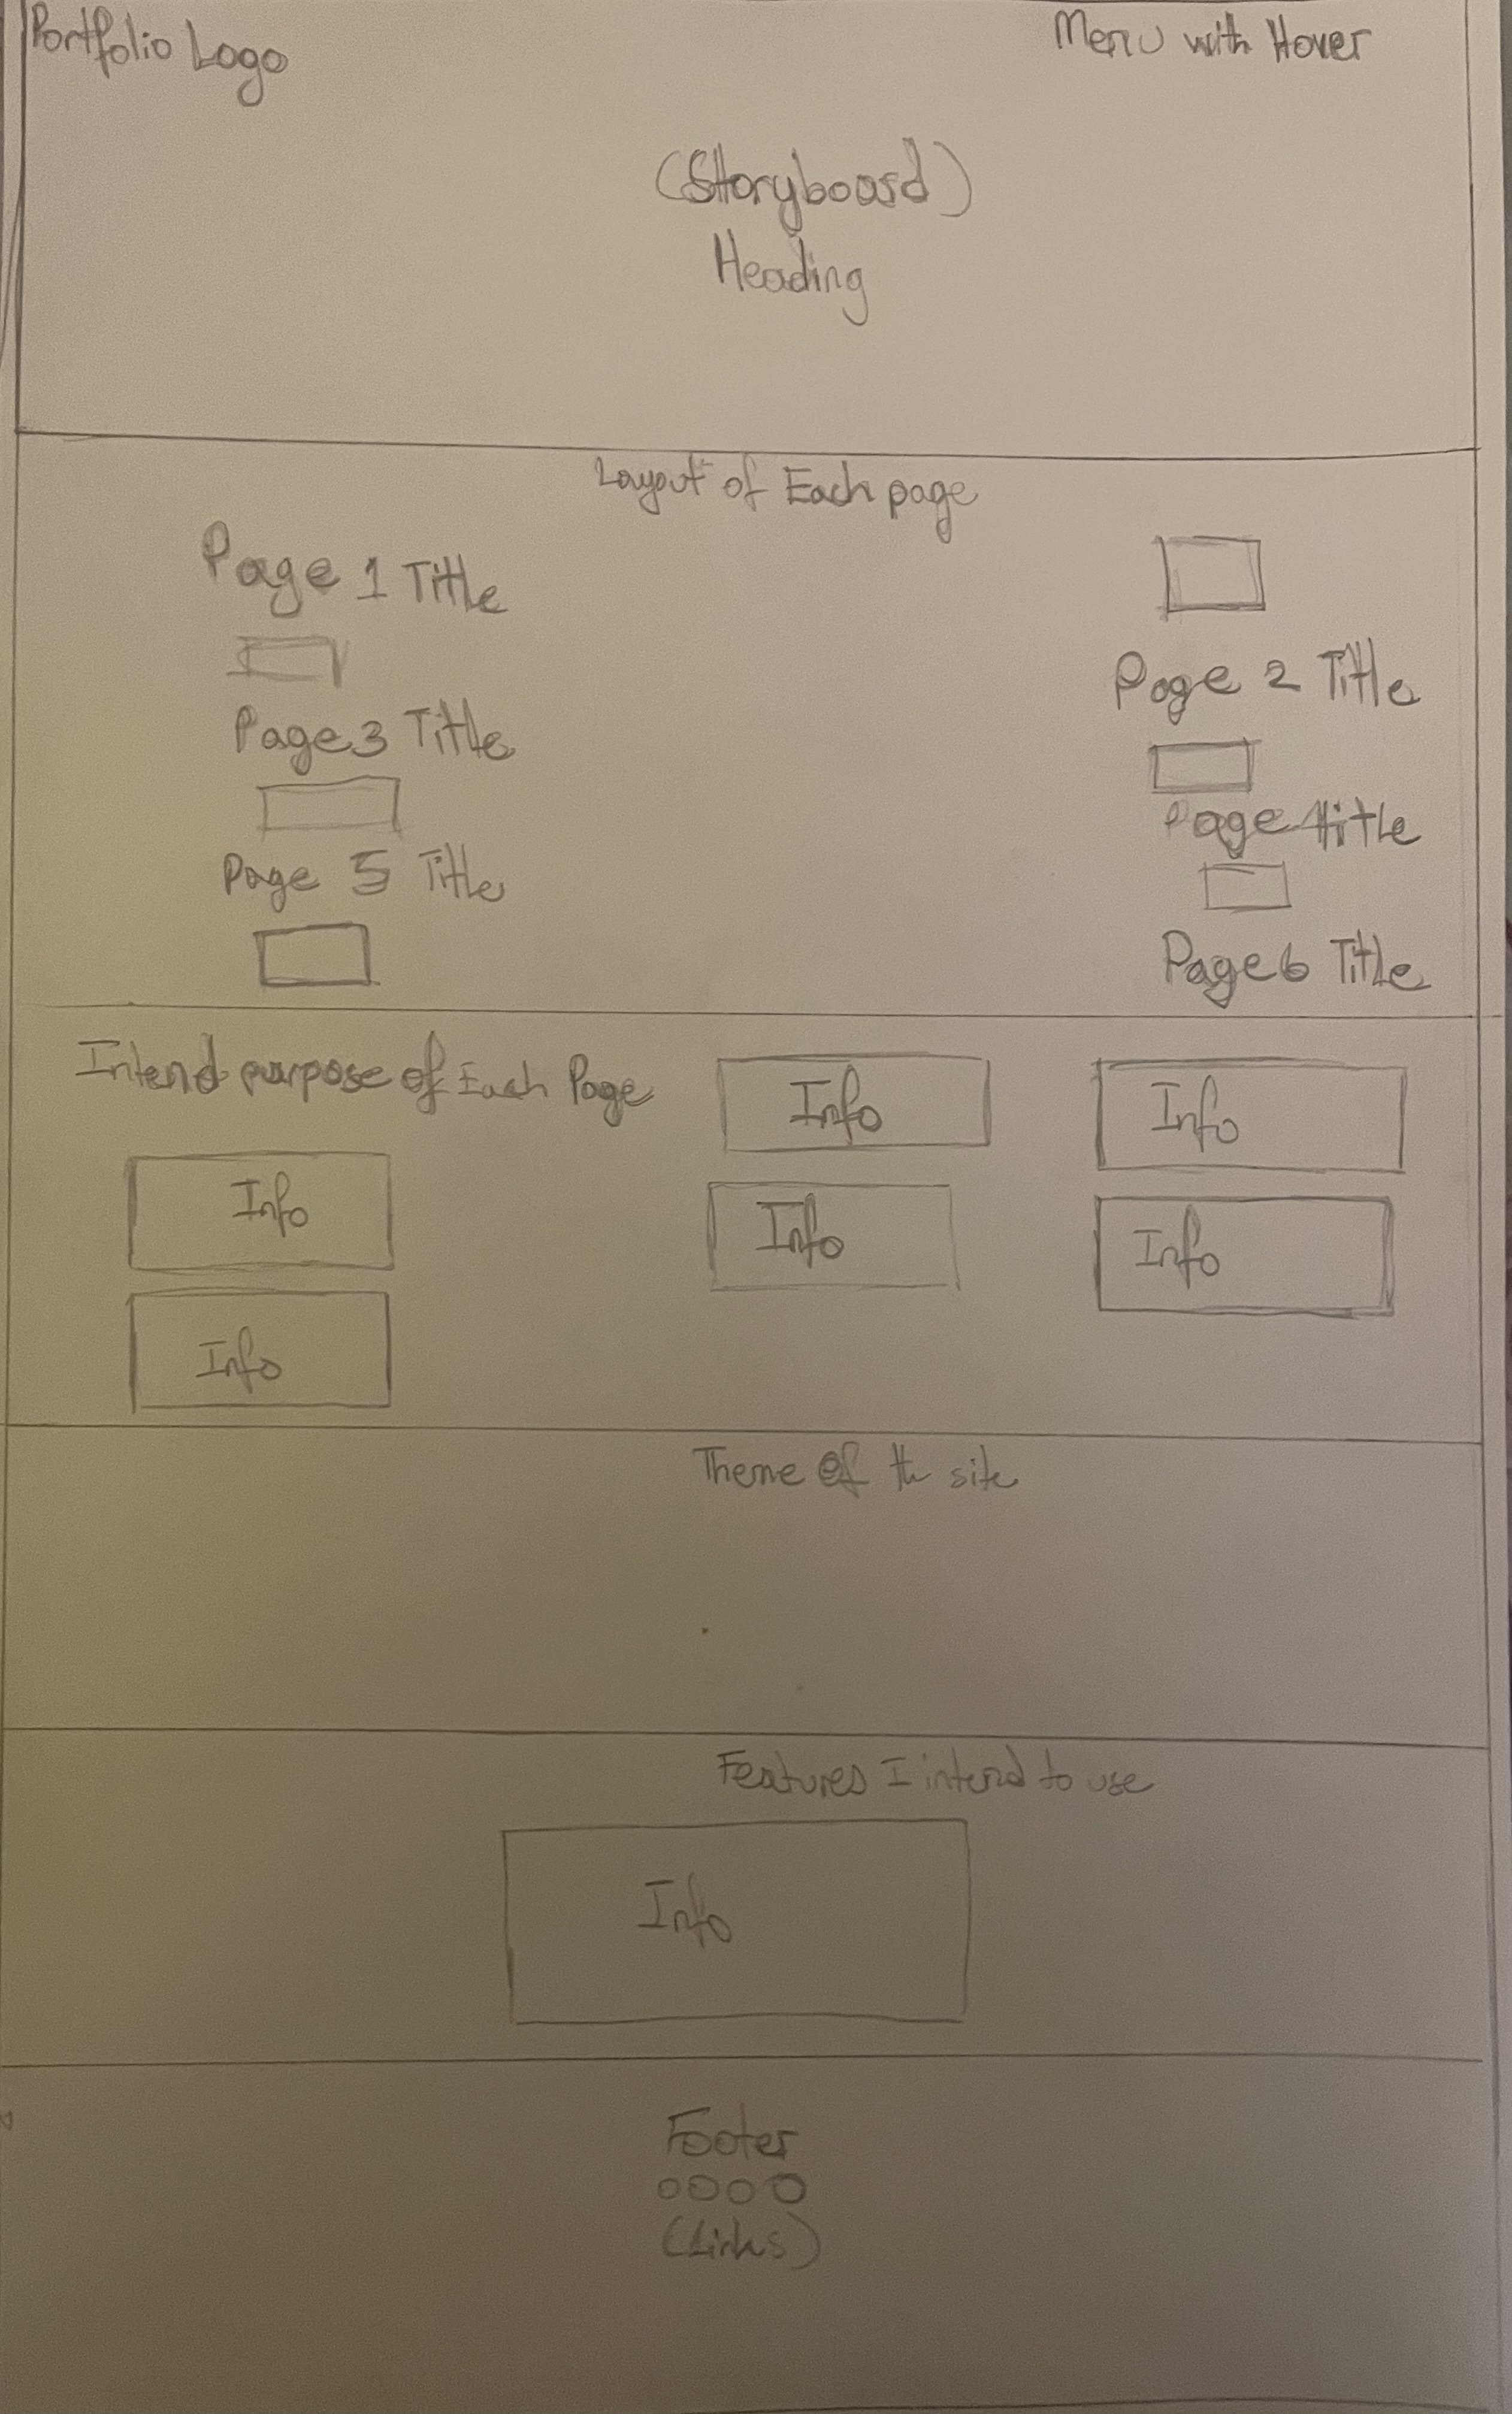 Portfolio Logo
Menu with Hover
(Storyboard)
Heading
Layout of Each page
Page 1 Title
Page 2 Title
Page 3 Title
Page 4 title
Page 5 Title
Page 6 Title
Intend purpose of Each Page
Info
Info
Info
Info
Info
Info
Theme of th site
Features I intend to use
Info
Footer
(Links)